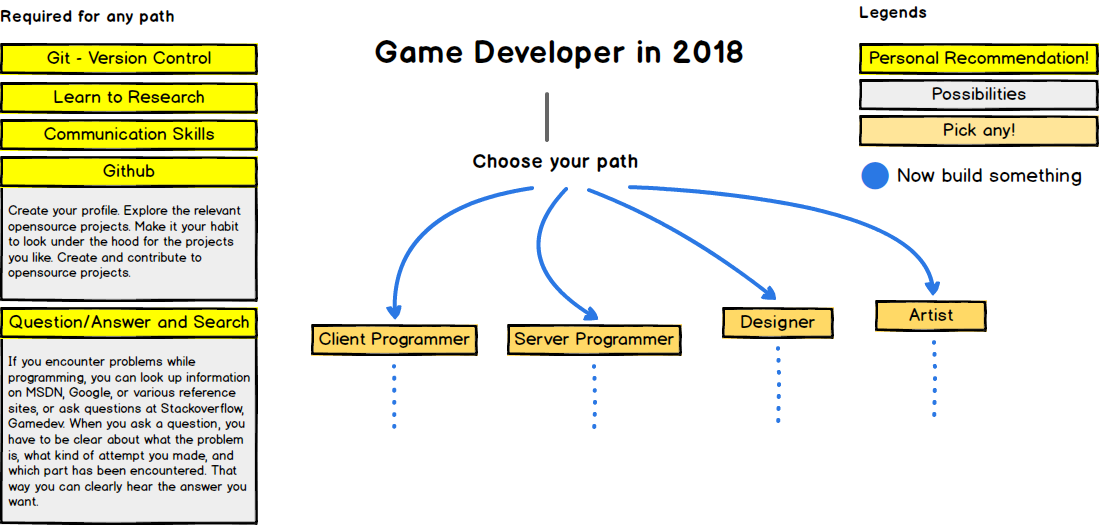 Required for any path
Git - Version Control
Learn to Research
Communication Skills
Github
Create your profile. Explore the relevant
opensource projects. Make it your habit
to look under the hood for the projects
you like. Create and contribute to
opensource projects.
Question/Answer and Search
If you encounter problems while
programming, you can look up information
on MSDN, Google, or various reference
sites, or ask questions at Stackoverflow,
Gamedev. When you ask a question, you
have to be clear about what the problem
is, what kind of attempt you made, and
which part has been encountered. That
way you can clearly hear the answer you
want.
Game Developer in 2018
Choose your path
Client Programmer
Server Programmer
Designer
Artist
Legends
Personal Recommendation!
Possibilities
Pick any!
Now build something